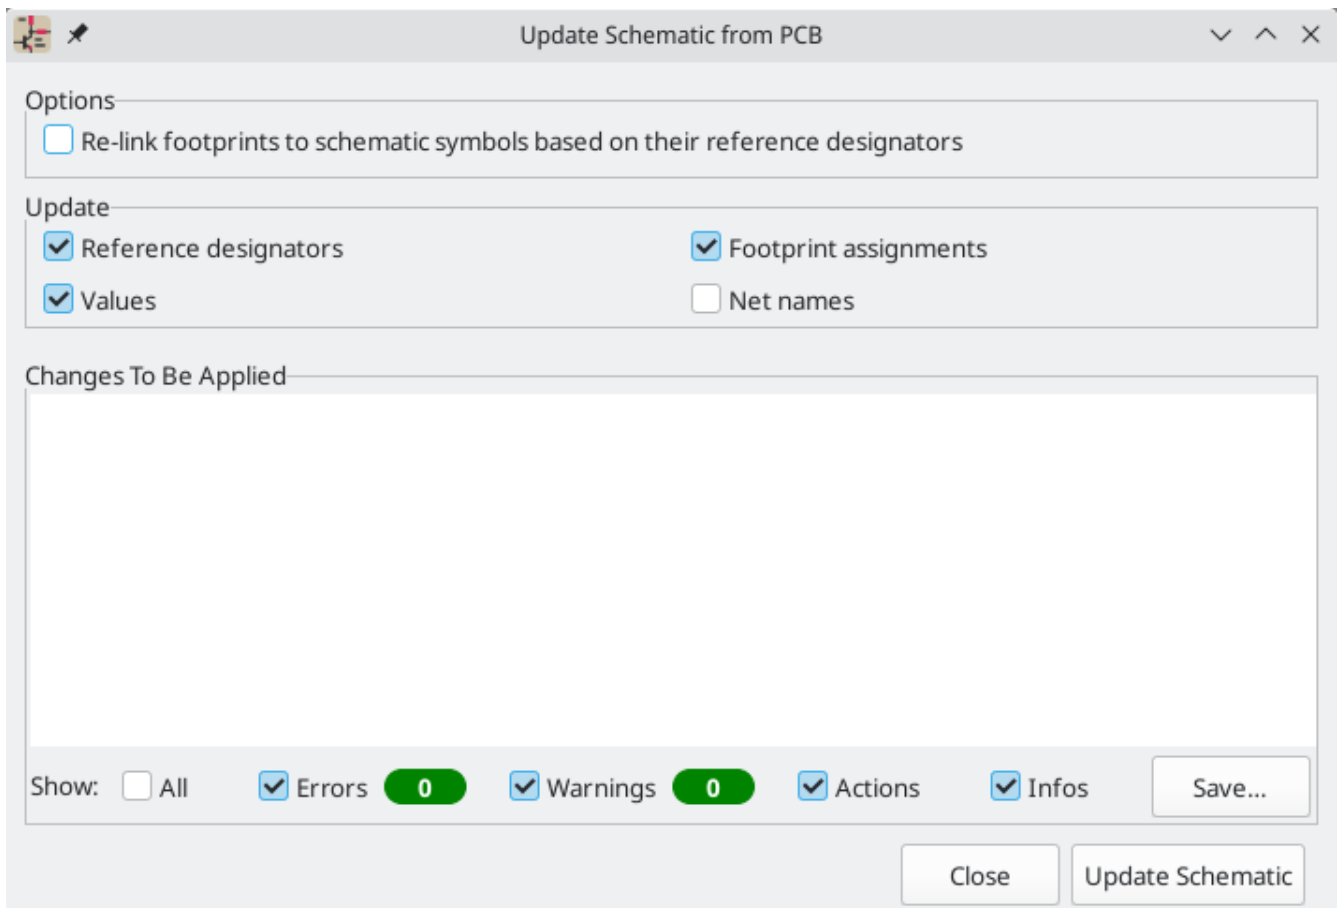 Update Schematic from PCB
Options
Re-link footprints to schematic symbols based on their reference designators
Update
Reference designators
Footprint assignments
Values
Net names
Changes To Be Applied
Show: All Errors 0 Warnings 0 Actions Infos Save...
Close Update Schematic